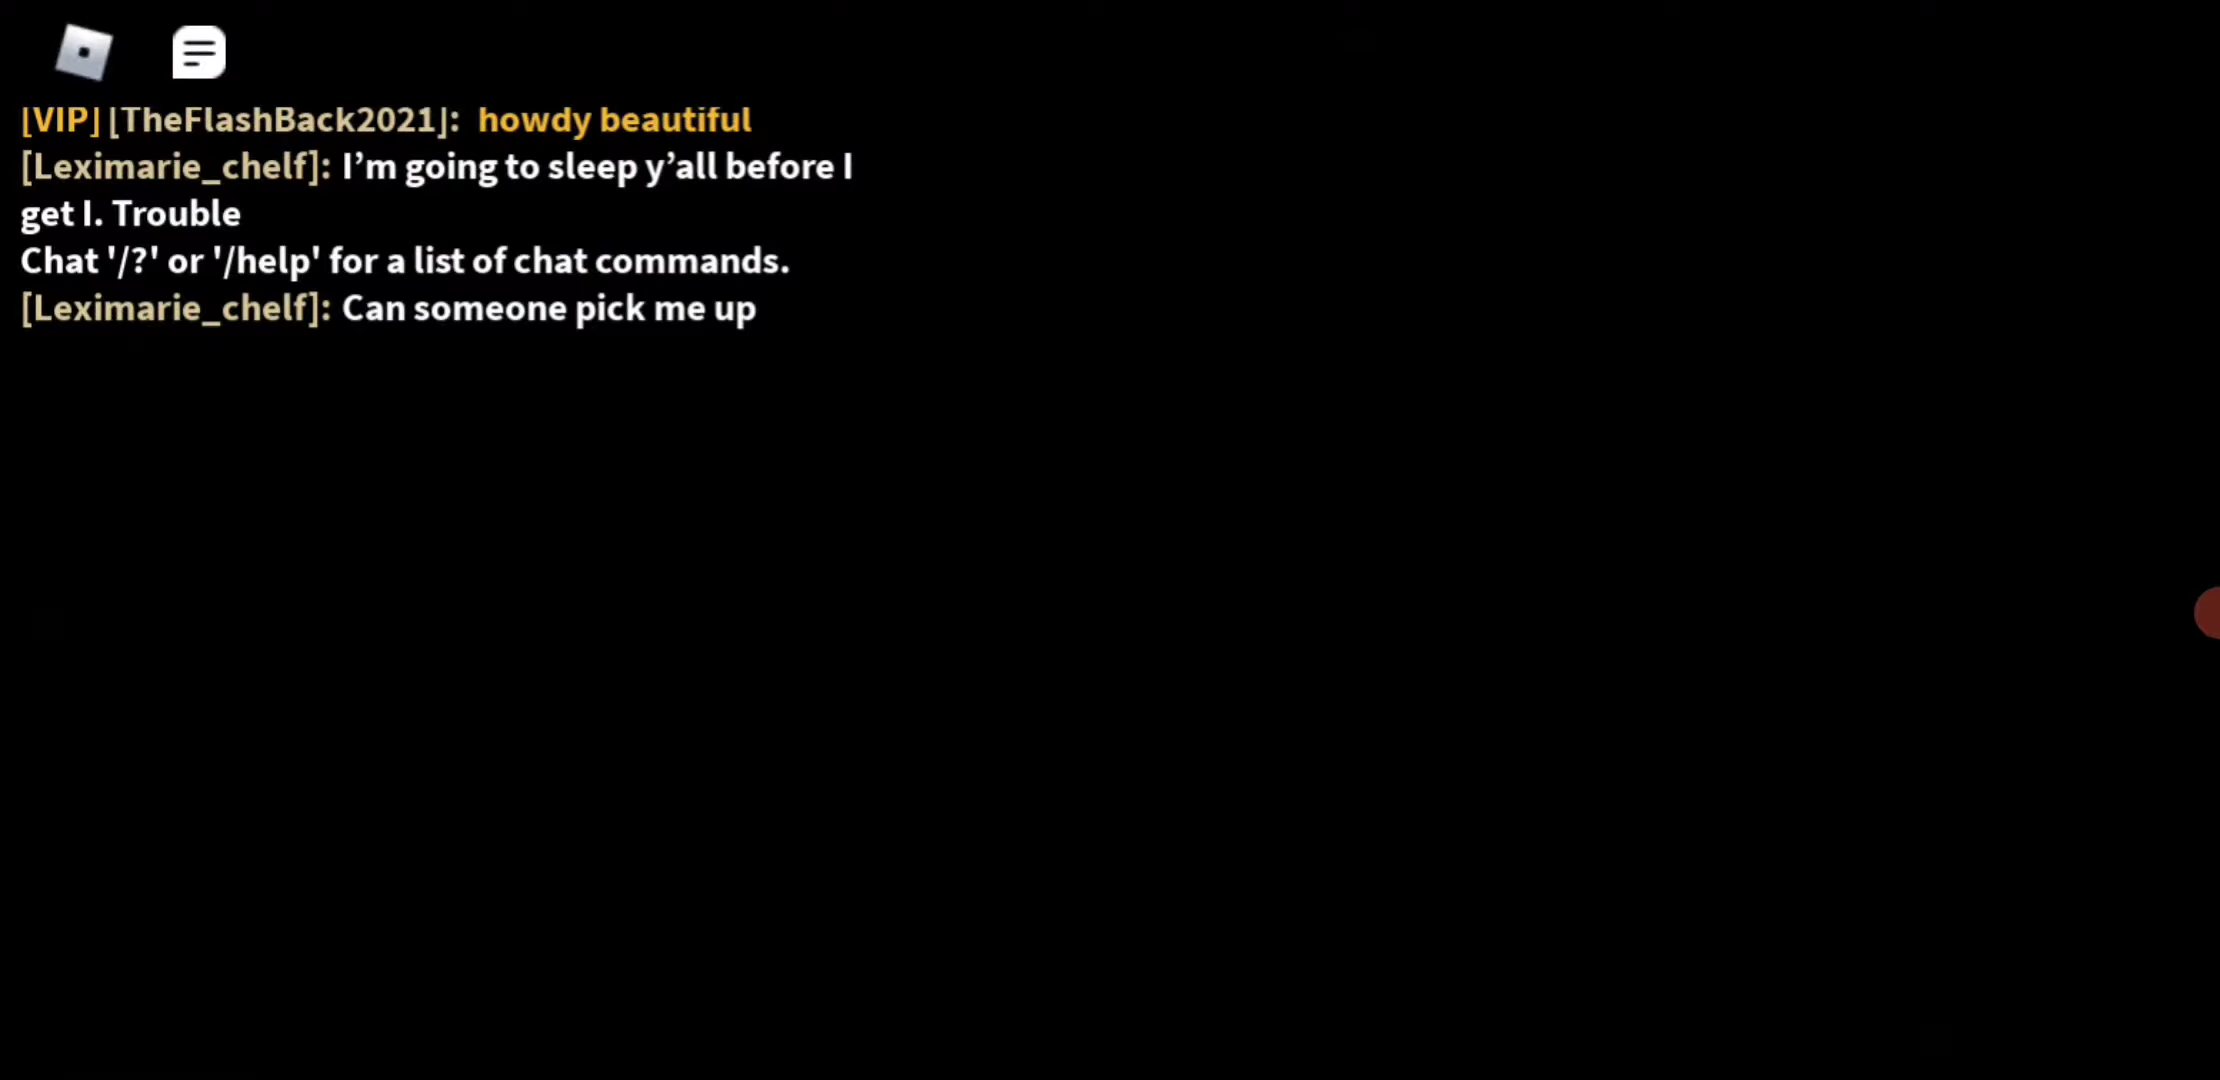 [VIP] [TheFlashBack2021]: howdy beautiful
[Leximarie_chelf]: I’m going to sleep y’all before I
get I. Trouble
Chat '/?' or '/help' for a list of chat commands.
[Leximarie_chelf]: Can someone pick me up